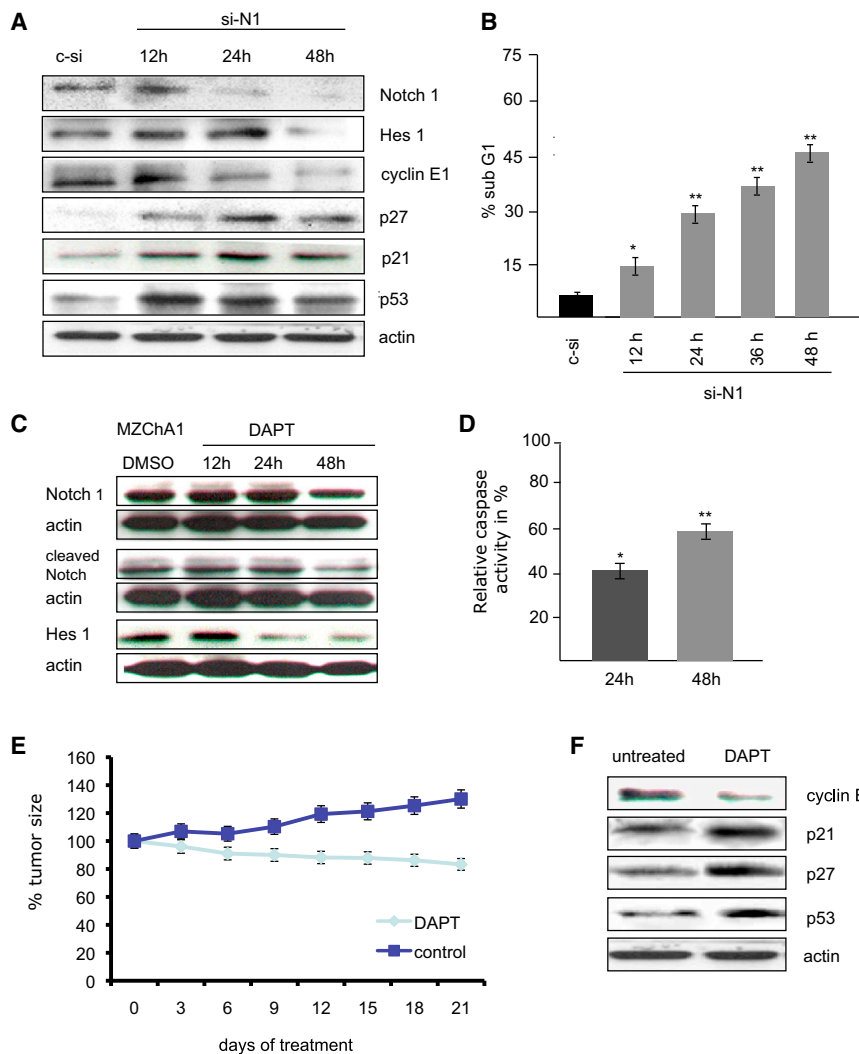 A
si-N1
c-si 12h 24h 48h
Notch 1
Hes 1
cyclin E1
p27
p21
p53
actin
B
% sub G1
75
60
45
30
15
*
**
**
**
c-si
12 h
24 h
36 h
48 h
si-N1
C
MZChA1 DAPT
DMSO 12h 24h 48h
Notch 1
actin
cleaved
Notch
actin
Hes 1
actin
D
Relative caspase
activity in %
100
80
60
40
20
*
**
24h 48h
E
% tumor size
160
140
120
100
80
60
40
20
0
DAPT
control
0 3 6 9 12 15 18 21
days of treatment
F
untreated DAPT
cyclin E
p21
p27
p53
actin